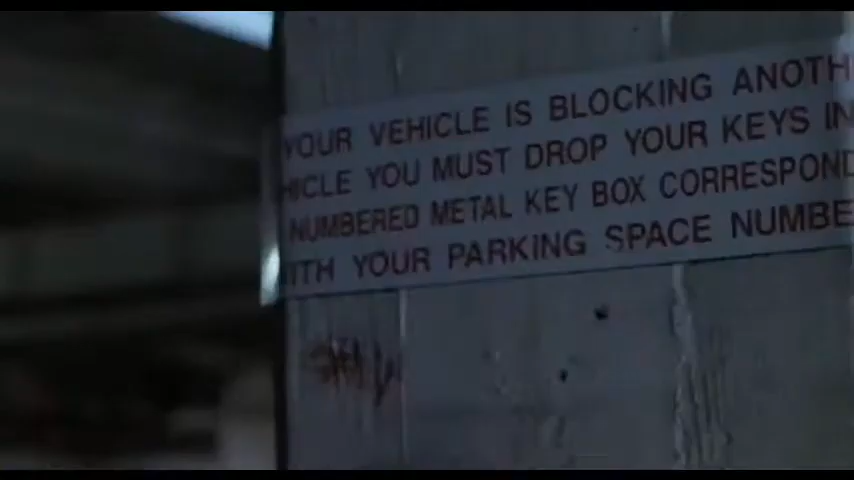 YOUR VEHICLE IS BLOCKING ANOTH
HICLE YOU MUST DROP YOUR KEYS IN
NUMBERED METAL KEY BOX CORRESPOND
WITH YOUR PARKING SPACE NUMBE